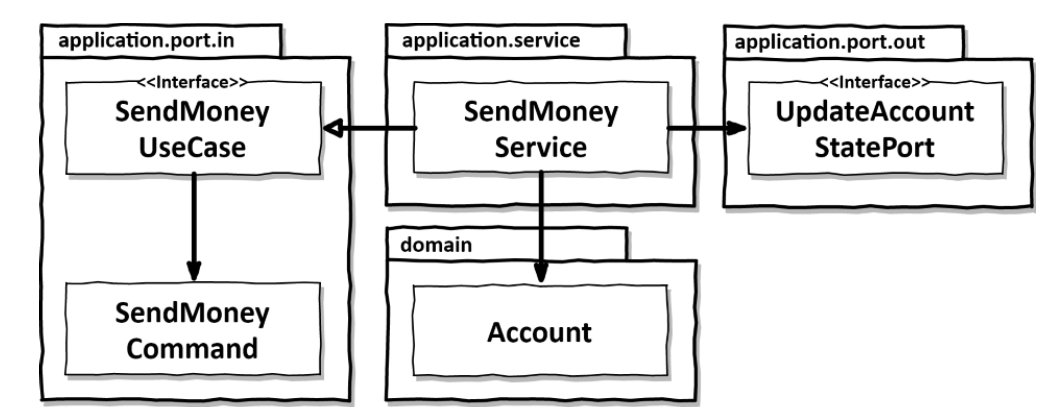 application.port.in
<<Interface>>
SendMoney
UseCase
SendMoney
Command
application.service
SendMoney
Service
domain
Account
application.port.out
<<Interface>>
UpdateAccount
StatePort